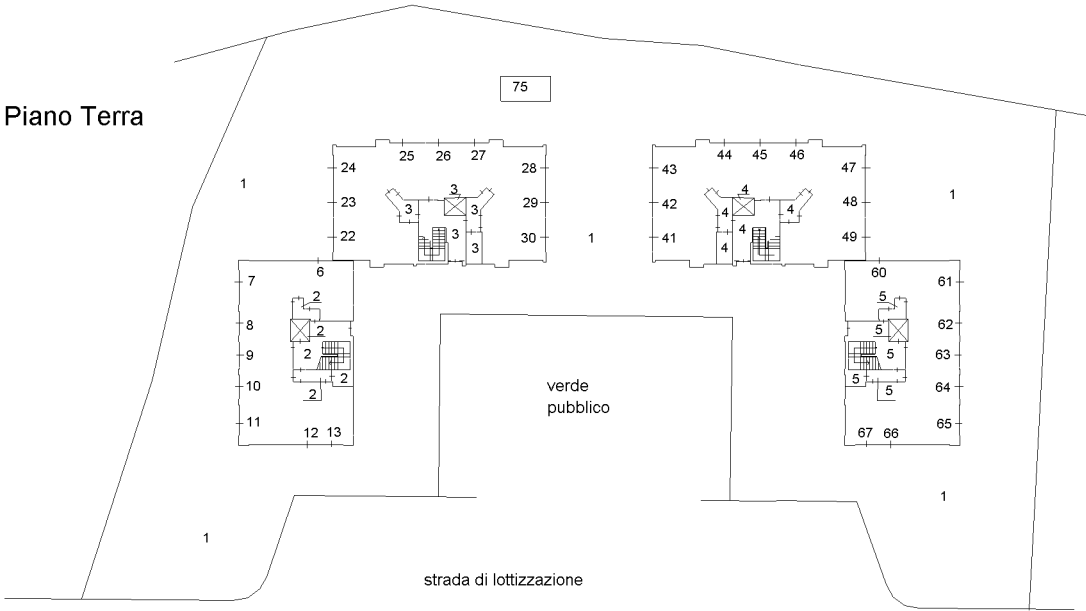 75
Piano Terra
25 26 27
44 45 46
24 28 43 47
1
3 4
1
23 3 3 29 42 4 4 48
3 4
22 30 1 41 49
3 4
6 60
7 61
2 5
8 2 62 5
9 2 5 63
2 5
10 2 verde 5 64
pubblico
11 65
12 13 67 66
1
1
strada di lottizzazione